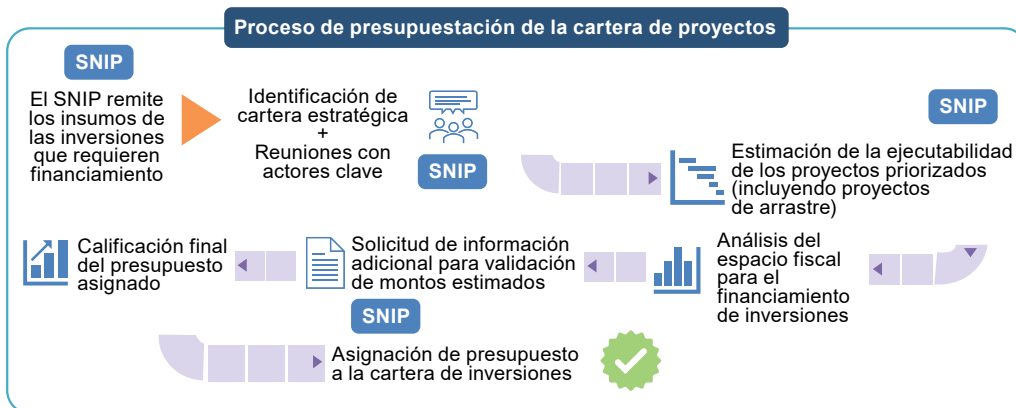 Proceso de presupuestación de la cartera de proyectos
SNIP
El SNIP remite
los insumos de
las inversiones
que requieren
financiamiento
Identificación de
cartera estratégica
+
Reuniones con
actores clave
SNIP
SNIP
Estimación de la ejecutabilidad
de los proyectos priorizados
(incluyendo proyectos
de arrastre)
Análisis del
espacio fiscal
para el
financiamiento
de inversiones
Solicitud de información
adicional para validación
de montos estimados
SNIP
Calificación final
del presupuesto
asignado
Asignación de presupuesto
a la cartera de inversiones